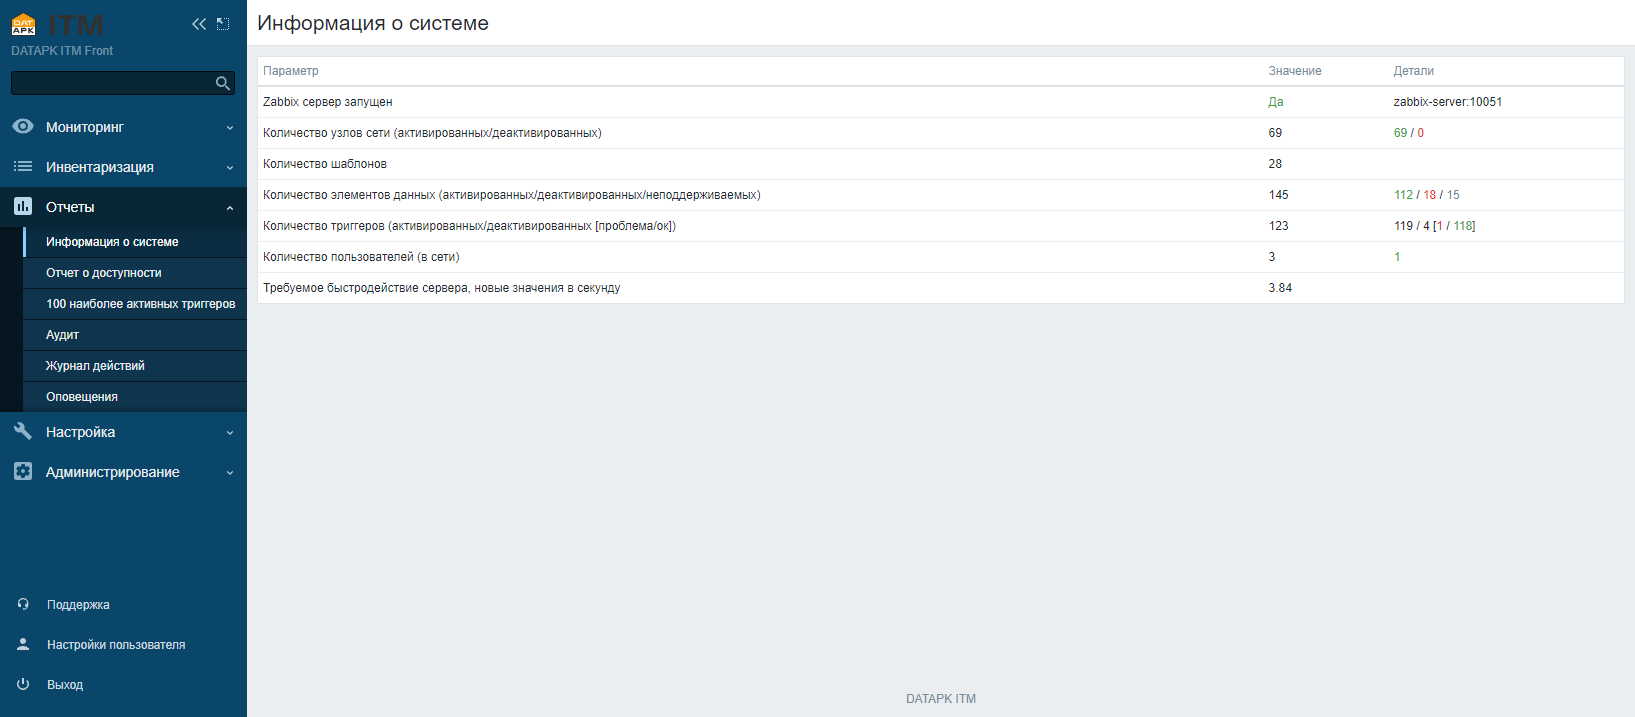 DAT APK ITM
DATAPK ITM Front
Мониторинг
Инвентаризация
Отчеты
Информация о системе
Отчет о доступности
100 наиболее активных триггеров
Аудит
Журнал действий
Оповещения
Настройка
Администрирование
Поддержка
Настройки пользователя
Выход
Информация о системе
Параметр Значение Детали
Zabbix сервер запущен Да zabbix-server:10051
Количество узлов сети (активированных/деактивированных) 69 69 / 0
Количество шаблонов 28
Количество элементов данных (активированных/деактивированных/неподдерживаемых) 145 112 / 18 / 15
Количество триггеров (активированных/деактивированных [проблема/ок]) 123 119 / 4 [1 / 118]
Количество пользователей (в сети) 3 1
Требуемое быстродействие сервера, новые значения в секунду 3.84
DATAPK ITM